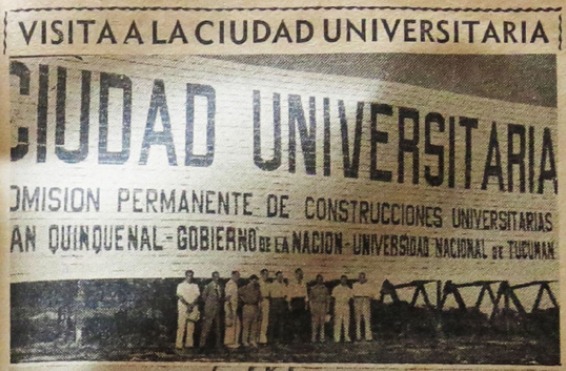 VISITA A LA CIUDAD UNIVERSITARIA
CIUDAD UNIVERSITARIA
OMISION PERMANENTE DE CONSTRUCCIONES UNIVERSITARIAS
AN QUINQUENAL-GOBIERNO DE LA NACION-UNIVERSIDAD NACIONAL DE TUCUMAN